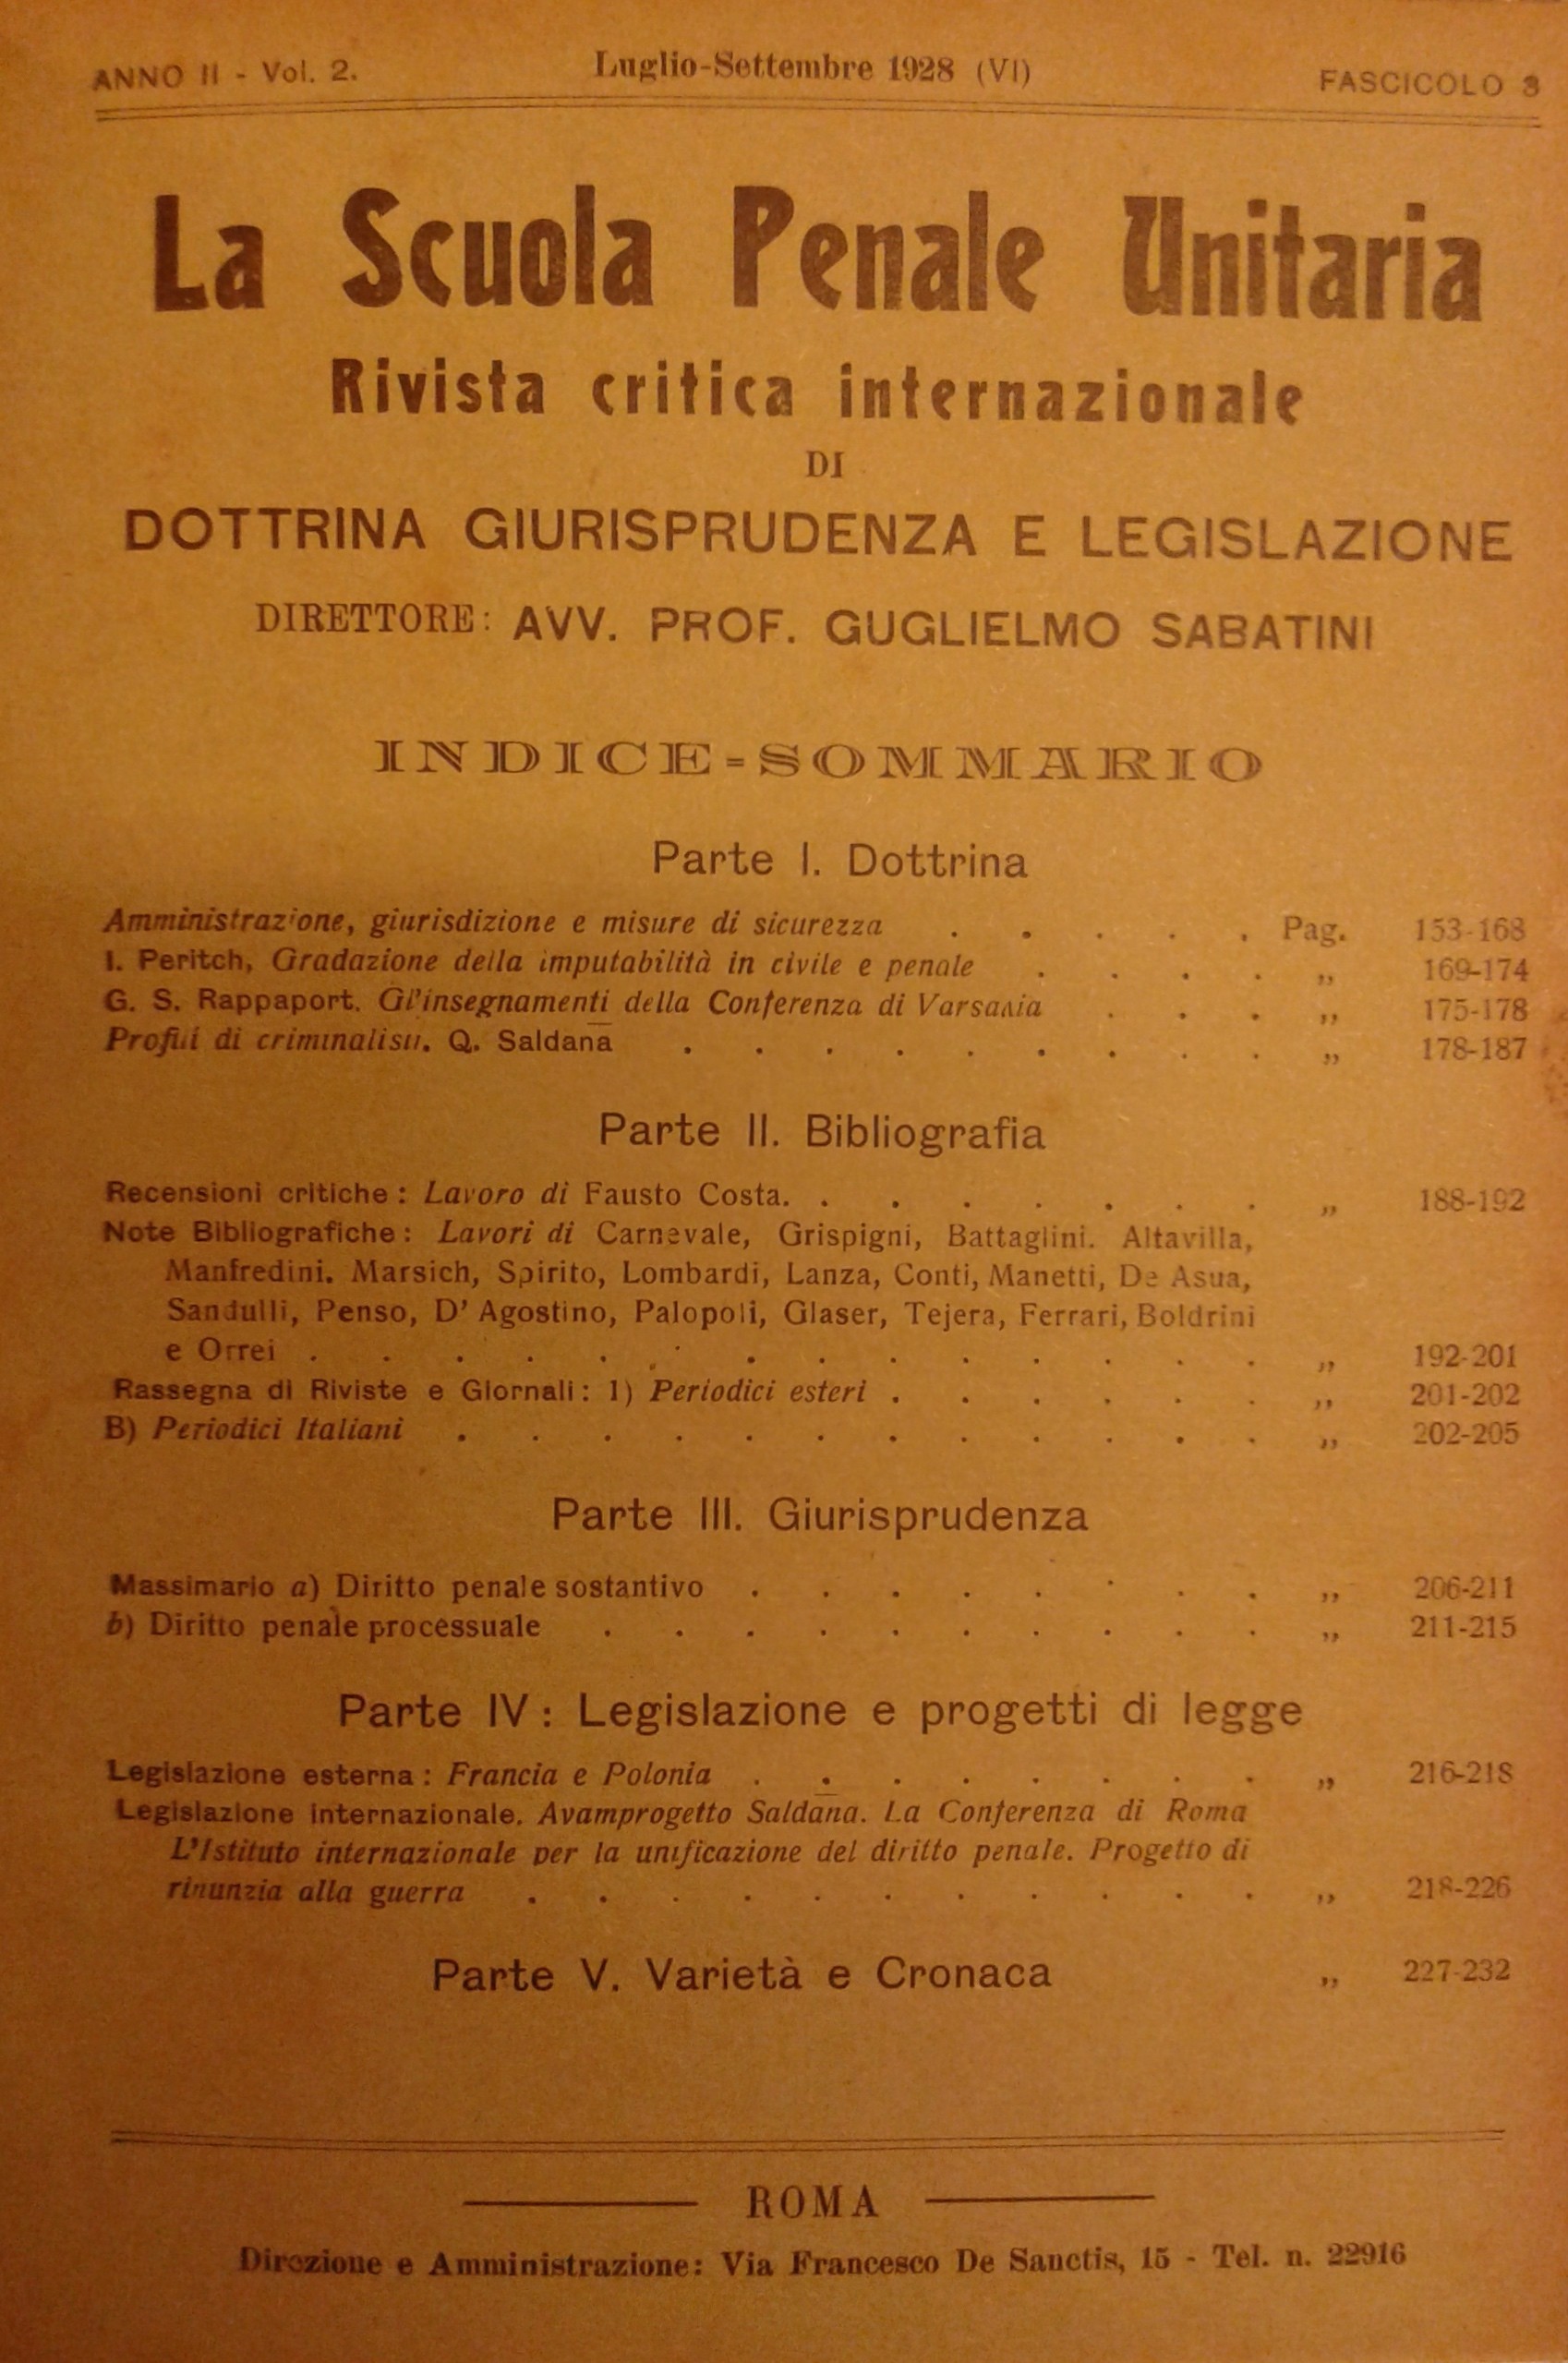 ANNO II - Vol. 2. Luglio-Settembre 1928 (VI) FASCICOLO 3
La Scuola Penale Unitaria
Rivista critica internazionale
DI
DOTTRINA GIURISPRUDENZA E LEGISLAZIONE
DIRETTORE: AVV. PROF. GUGLIELMO SABATINI
INDICE=SOMMARIO
Parte I. Dottrina
Amministrazione, giurisdizione e misure di sicurezza . . . . . Pag. 153-168
I. Peritch, Gradazione della imputabilità in civile e penale . . . . „ 169-174
G. S. Rappaport. Gl'insegnamenti della Conferenza di Varsavia . . . „ 175-178
Profili di criminalisti. Q. Saldana̅ . . . . . . . . . „ 178-187
Parte II. Bibliografia
Recensioni critiche: Lavoro di Fausto Costa. . . . . . . . „ 188-192
Note Bibliografiche: Lavori di Carnevale, Grispigni, Battaglini. Altavilla,
Manfredini. Marsich, Spirito, Lombardi, Lanza, Conti, Manetti, De Asua,
Sandulli, Penso, D' Agostino, Palopoli, Glaser, Tejera, Ferrari, Boldrini
e Orrei . . . . . . . . . . . . . . „ 192-201
Rassegna di Riviste e Giornali: 1) Periodici esteri . . . . . . „ 201-202
B) Periodici Italiani . . . . . . . . . . . . „ 202-205
Parte III. Giurisprudenza
Massimario a) Diritto penale sostantivo . . . . . . . . „ 206-211
b) Diritto penale processuale . . . . . . . . . . „ 211-215
Parte IV: Legislazione e progetti di legge
Legislazione esterna: Francia e Polonia . . . . . . . . „ 216-218
Legislazione internazionale. Avamprogetto Saldan̅a. La Conferenza di Roma
L'Istituto internazionale per la unificazione del diritto penale. Progetto di
rinunzia alla guerra . . . . . . . . . . . „ 218-226
Parte V. Varietà e Cronaca „ 227-232
ROMA
Direzione e Amministrazione: Via Francesco De Sanctis, 15 - Tel. n. 22916